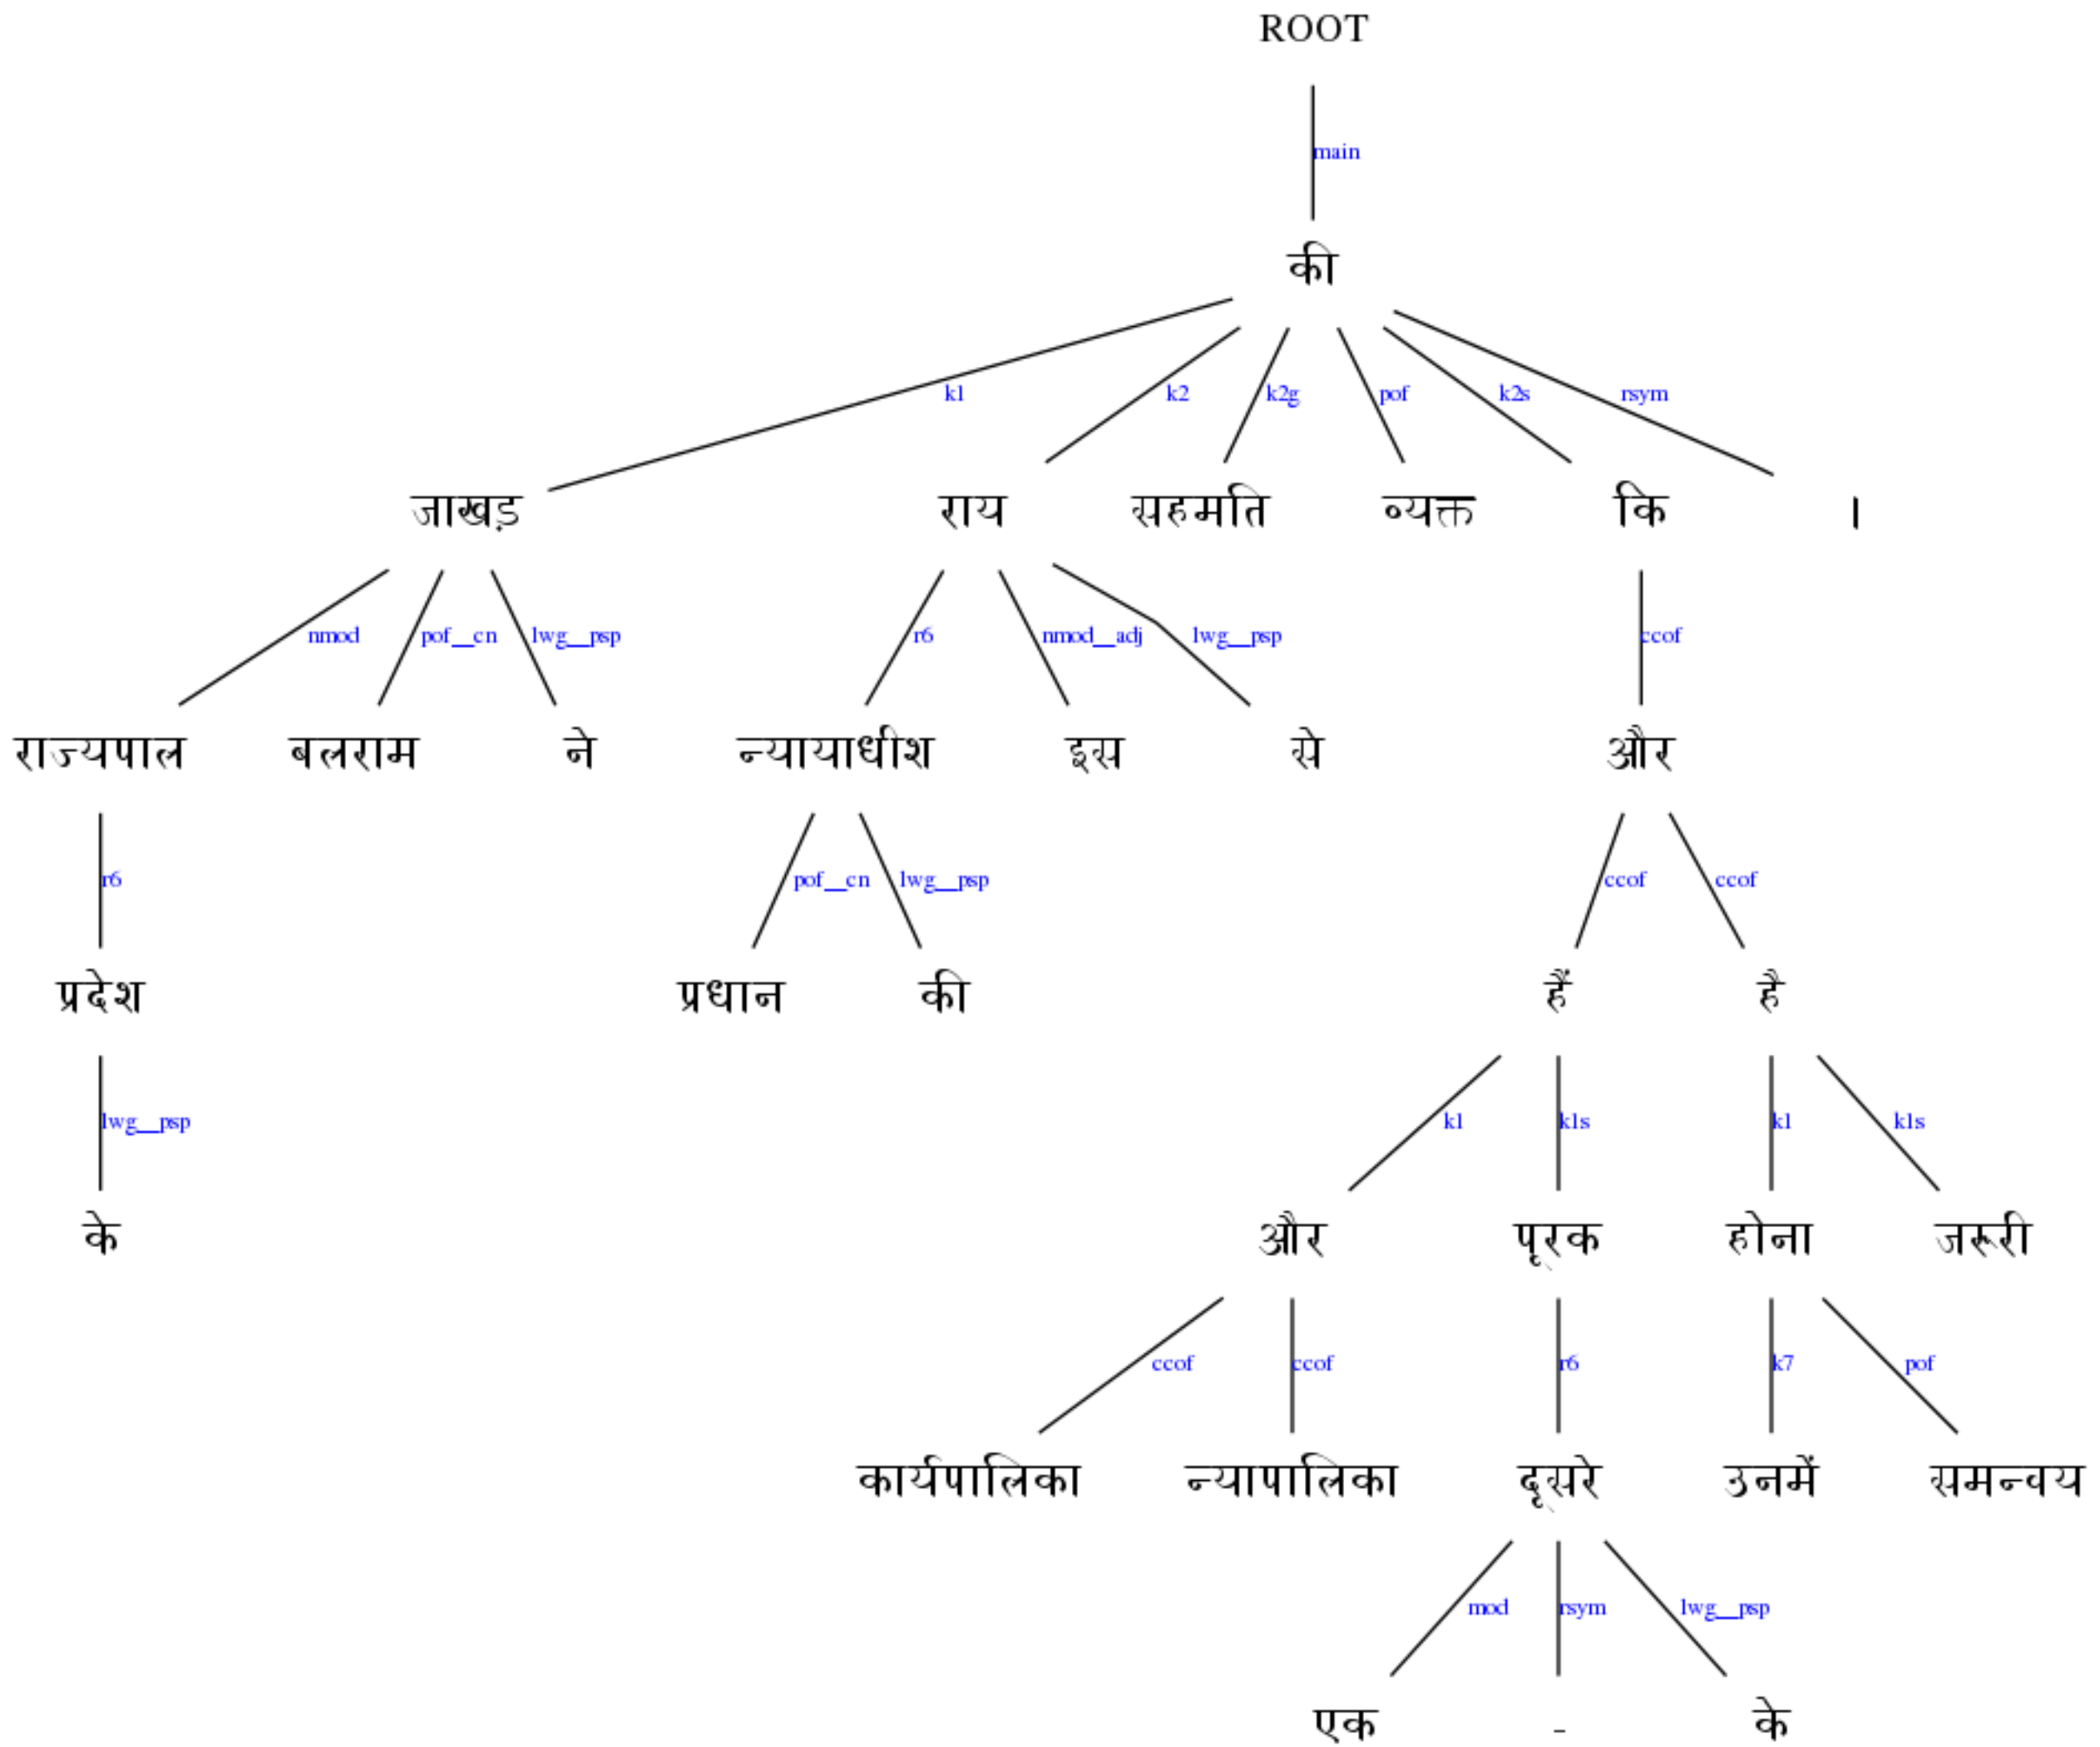 ROOT
main
की
k1 k2 k2g pof k2s rsym
जाखड़ राय सहमति व्यक्त कि ।
nmod pof__cn lwg__psp r6 nmod__adj lwg__psp ccof
राज्यपाल बलराम ने न्यायाधीश इस से और
r6 pof__cn lwg__psp ccof ccof
प्रदेश प्रधान की हैं है
lwg__psp k1 k1s k1 k1s
के और पूरक होना जरूरी
ccof ccof r6 k7 pof
कार्यपालिका न्यापालिका दूसरे उनमें समन्वय
mod rsym lwg__psp
एक - के